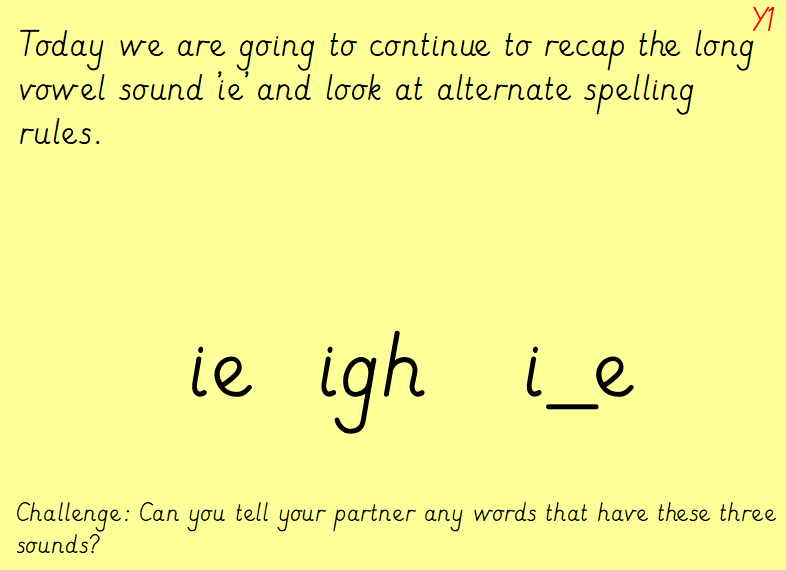 Y1
Today we are going to continue to recap the long
vowel sound 'ie' and look at alternate spelling
rules.
ie igh i_e
Challenge: Can you tell your partner any words that have these three
sounds?